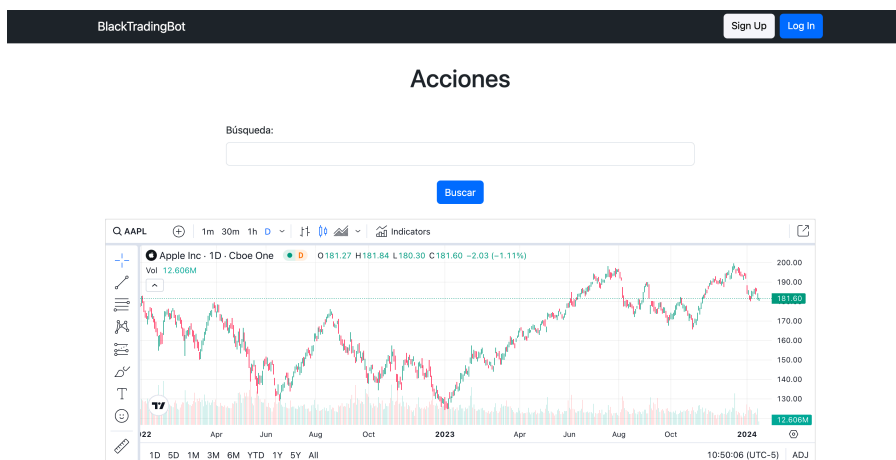 BlackTradingBot Sign Up Log In
Acciones
Búsqueda:
Buscar
AAPL 1m 30m 1h D Indicators
Apple Inc · 1D · Cboe One D O181.27 H181.84 L180.30 C181.60 −2.03 (−1.11%)
Vol 12.606M
200.00
190.00
181.60
170.00
160.00
150.00
140.00
130.00
12.606M
022 Apr Jun Aug Oct 2023 Apr Jun Aug Oct 2024
1D 5D 1M 3M 6M YTD 1Y 5Y All 10:50:06 (UTC-5) ADJ